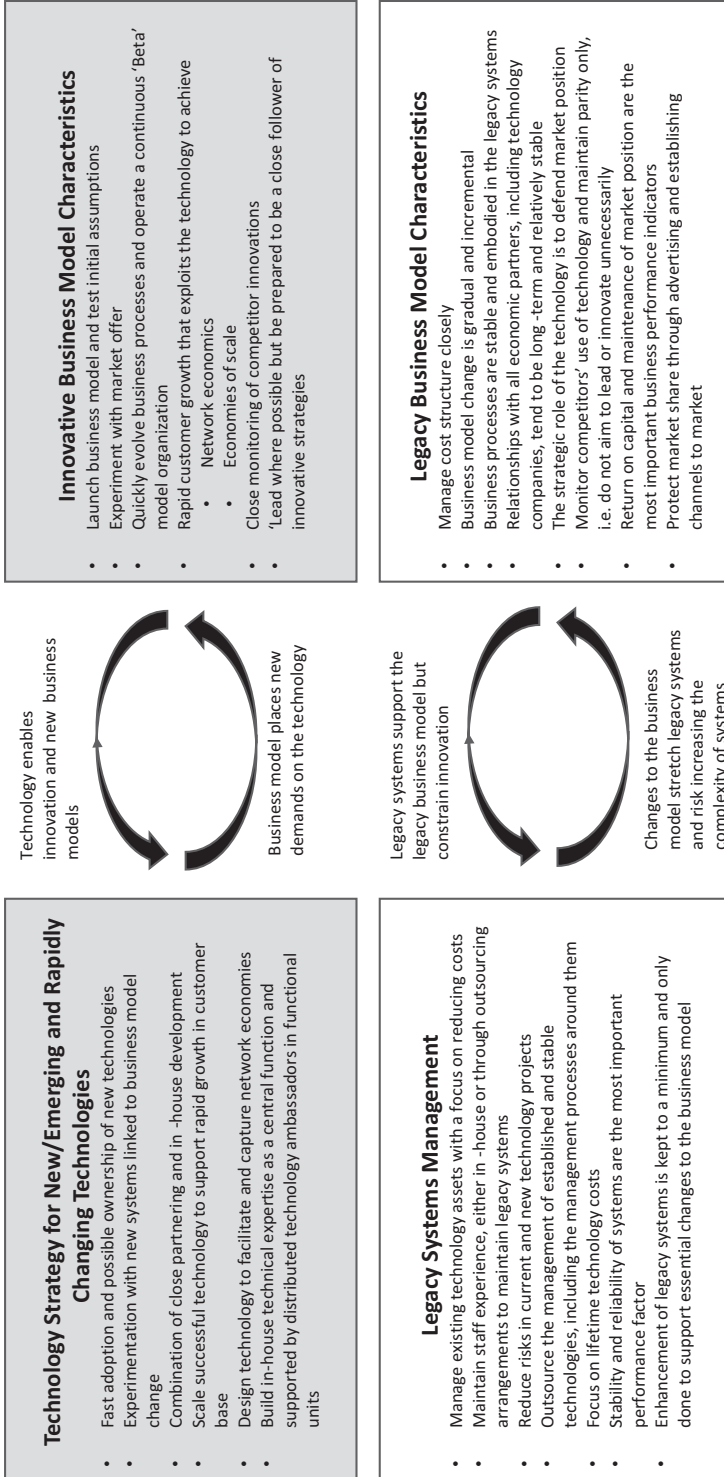 Technology Strategy for New/Emerging and Rapidly
Changing Technologies
• Fast adoption and possible ownership of new technologies
• Experimentation with new systems linked to business model
change
• Combination of close partnering and in -house development
• Scale successful technology to support rapid growth in customer
base
• Design technology to facilitate and capture network economies
• Build in-house technical expertise as a central function and
supported by distributed technology ambassadors in functional
units
Technology enables
innovation and new business
models
Business model places new
demands on the technology
Innovative Business Model Characteristics
• Launch business model and test initial assumptions
• Experiment with market offer
• Quickly evolve business processes and operate a continuous 'Beta'
model organization
• Rapid customer growth that exploits the technology to achieve
• Network economics
• Economies of scale
• Close monitoring of competitor innovations
• 'Lead where possible but be prepared to be a close follower of
innovative strategies
Legacy Systems Management
• Manage existing technology assets with a focus on reducing costs
• Maintain staff experience, either in -house or through outsourcing
arrangements to maintain legacy systems
• Reduce risks in current and new technology projects
• Outsource the management of established and stable
technologies, including the management processes around them
• Focus on lifetime technology costs
• Stability and reliability of systems are the most important
performance factor
• Enhancement of legacy systems is kept to a minimum and only
done to support essential changes to the business model
Legacy systems support the
legacy business model but
constrain innovation
Changes to the business
model stretch legacy systems
and risk increasing the
complexity of systems
Legacy Business Model Characteristics
• Manage cost structure closely
• Business model change is gradual and incremental
• Business processes are stable and embodied in the legacy systems
• Relationships with all economic partners, including technology
companies, tend to be long -term and relatively stable
• The strategic role of the technology is to defend market position
• Monitor competitors' use of technology and maintain parity only,
i.e. do not aim to lead or innovate unnecessarily
• Return on capital and maintenance of market position are the
most important business performance indicators
• Protect market share through advertising and establishing
channels to market